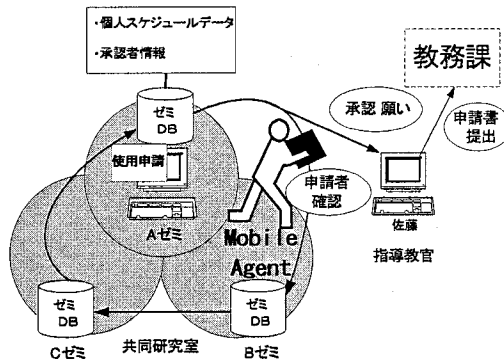 ・個人スケジュールデータ
・承認者情報
ゼミ
DB
使用申請
Aゼミ
承認 願い
教務課
申請書
提出
申請者
確認
佐藤
指導教官
Mobile
Agent
ゼミ
DB
Cゼミ
共同研究室
ゼミ
DB
Bゼミ